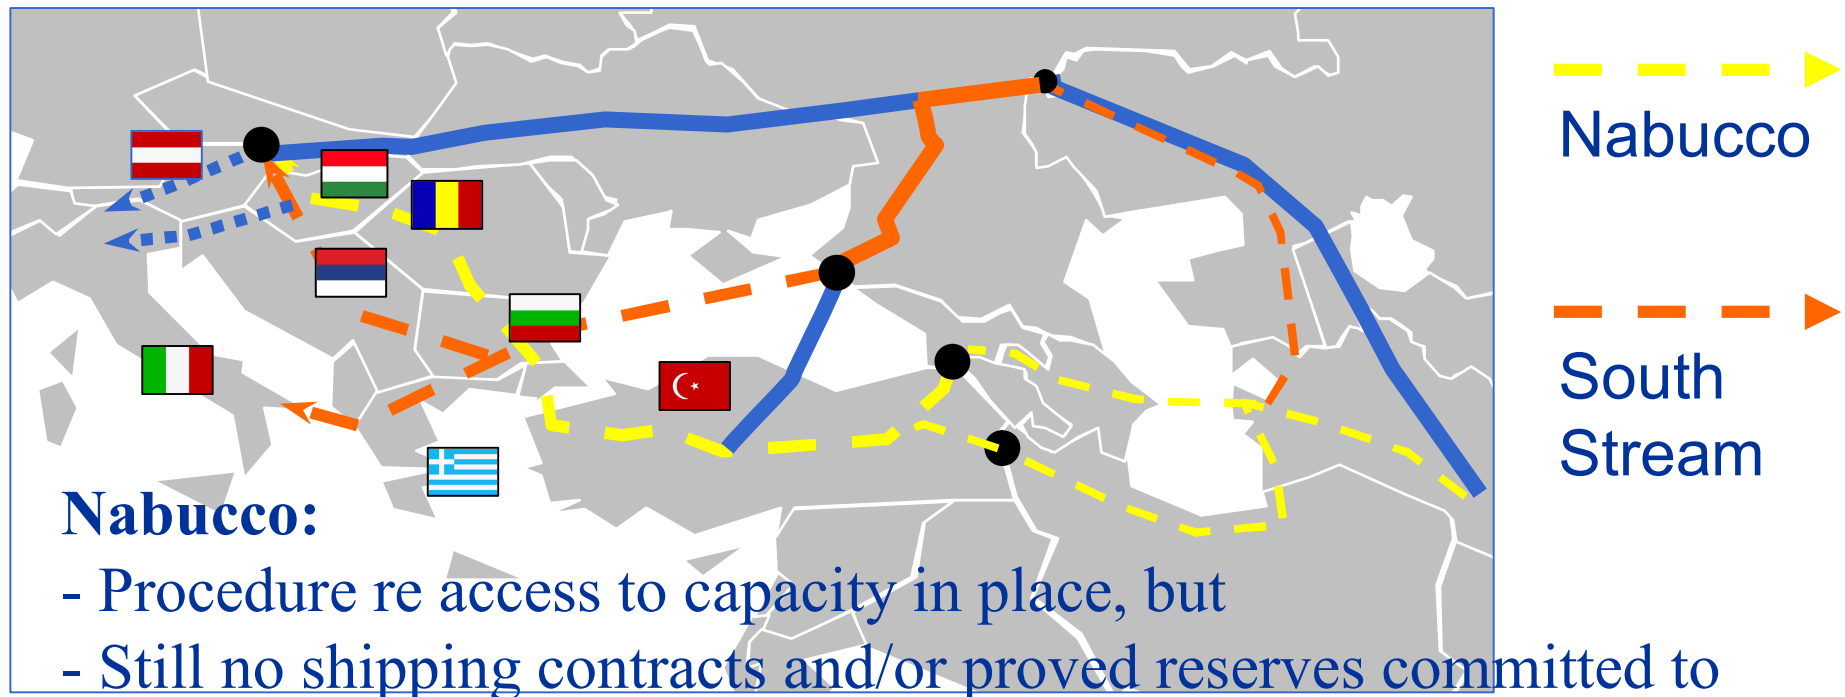 Nabucco
South
Stream
Nabucco:
- Procedure re access to capacity in place, but
- Still no shipping contracts and/or proved reserves committed to